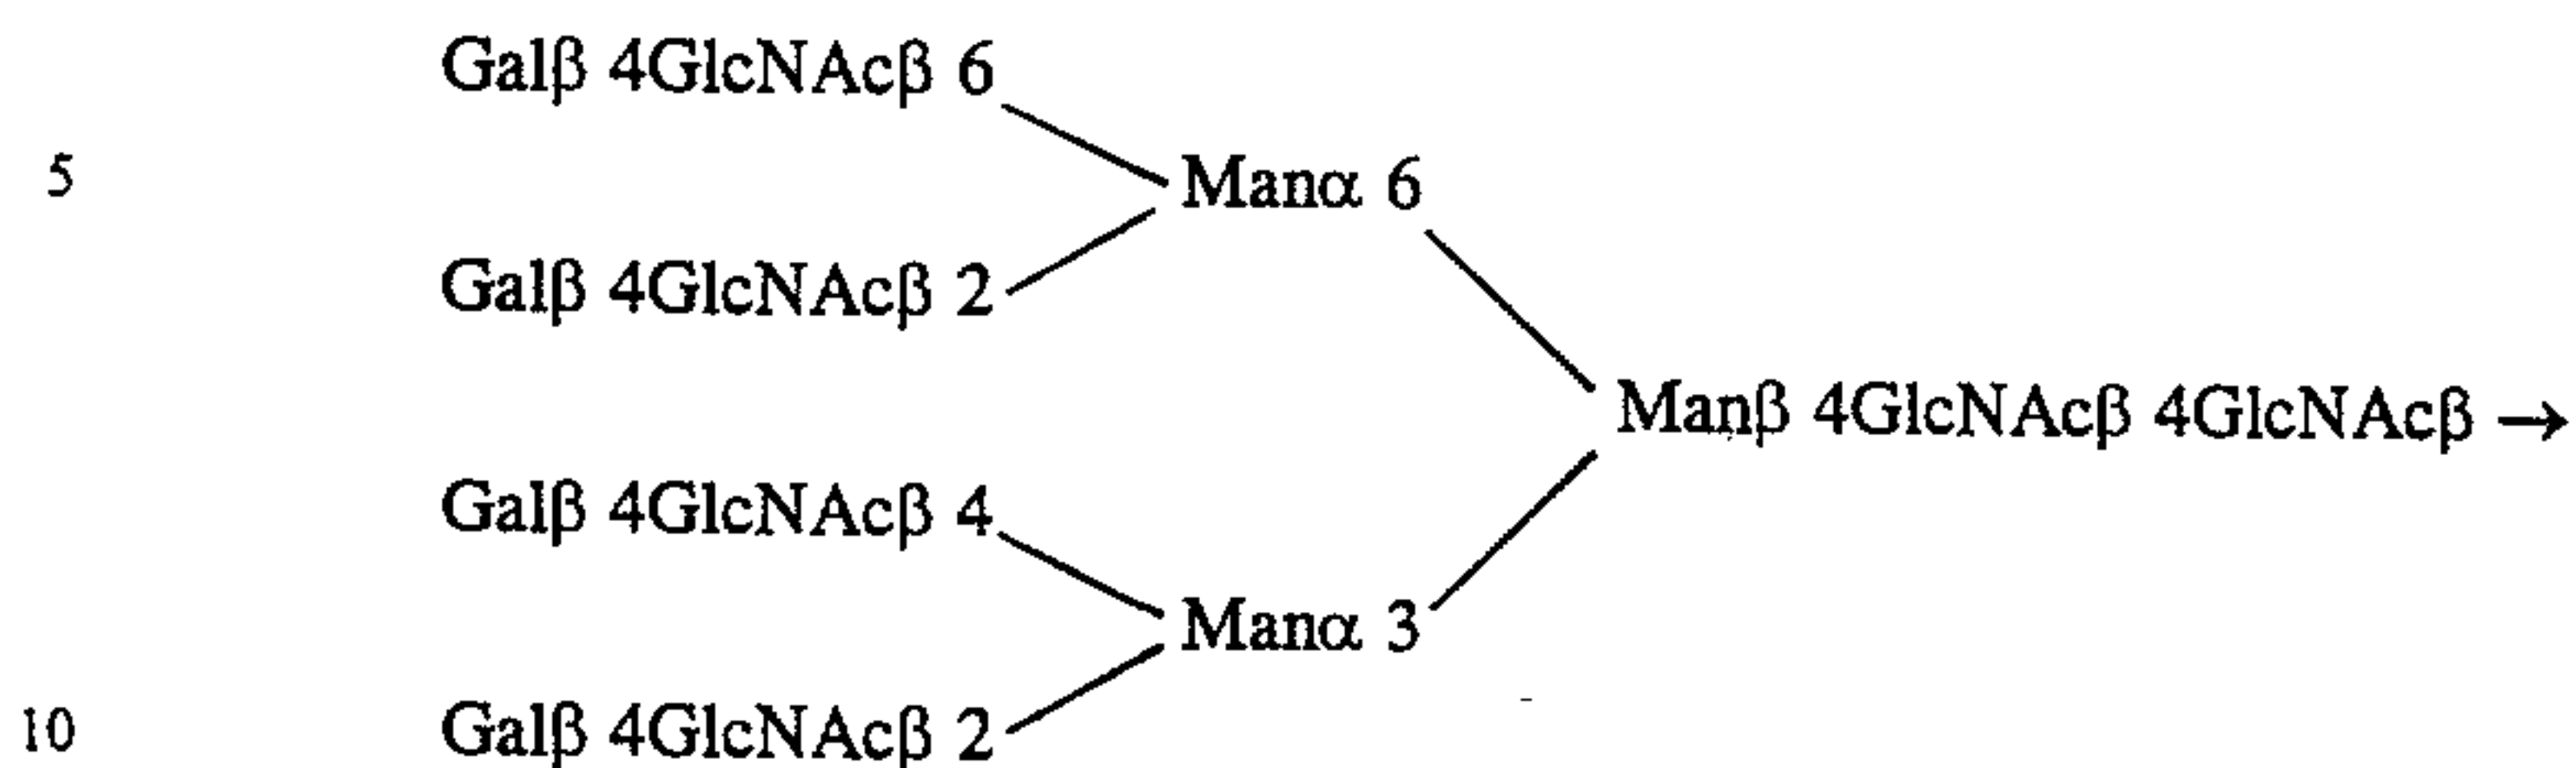 Galβ 4GlcNAcβ 6
5 Manα 6
Galβ 4GlcNAcβ 2
Manβ 4GlcNAcβ 4GlcNAcβ →
Galβ 4GlcNAcβ 4
Manα 3
10 Galβ 4GlcNAcβ 2